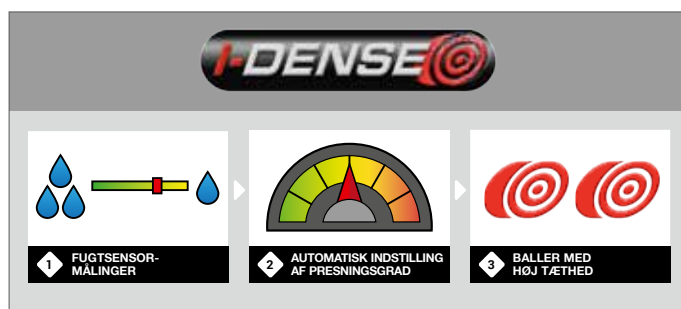 I-DENSE
1
FUGTSENSOR-
MÅLINGER
2
AUTOMATISK INDSTILLING
AF PRESNINGSGRAD
3
BALLER MED
HØJ TÆTHED